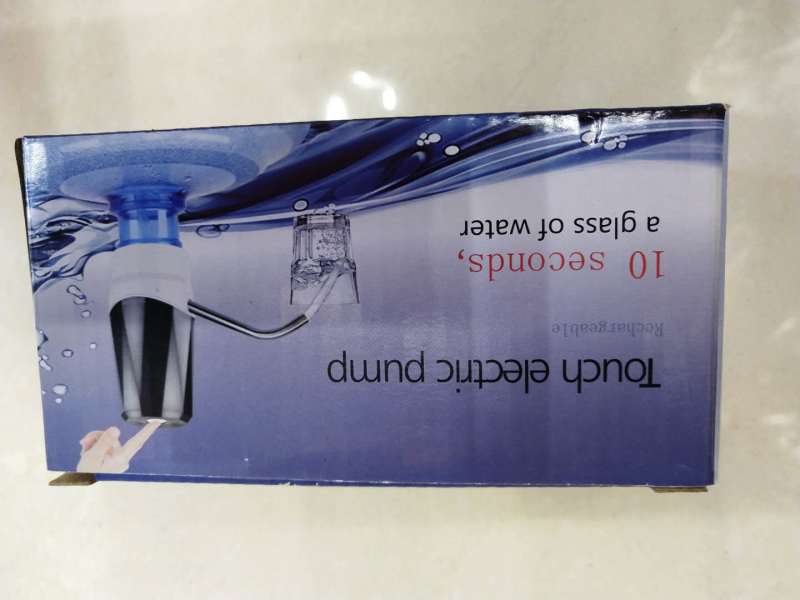 Touch electric pump
Rechargeable
10 seconds,
a glass of water